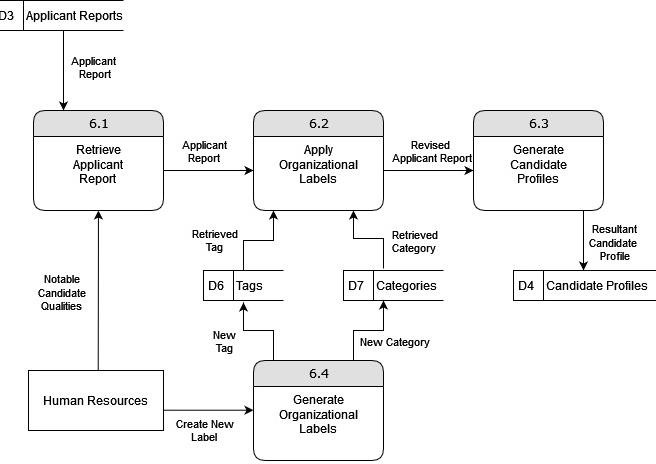 D3 Applicant Reports
Applicant
Report
6.1
Retrieve
Applicant
Report
Applicant
Report
6.2
Apply
Organizational
Labels
Revised
Applicant Report
6.3
Generate
Candidate
Profiles
Retrieved
Tag
Retrieved
Category
Resultant
Candidate
Profile
Notable
Candidate
Qualities
D6 Tags
D7 Categories
D4 Candidate Profiles
New
Tag
New Category
6.4
Generate
Organizational
Labels
Human Resources
Create New
Label